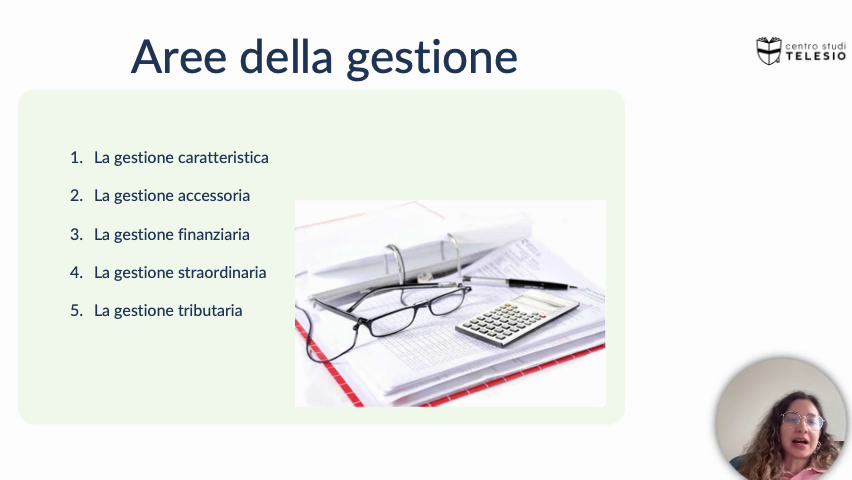 Aree della gestione
centro studi
TELESIO
1. La gestione caratteristica
2. La gestione accessoria
3. La gestione finanziaria
4. La gestione straordinaria
5. La gestione tributaria